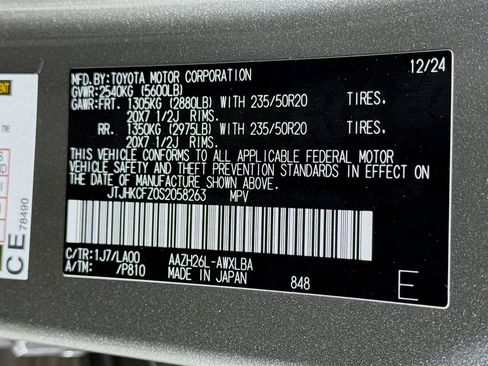 MFD.BY:TOYOTA MOTOR CORPORATION 12/24
GVWR:2540KG (5600LB)
GAWR:FRT. 1305KG (2880LB) WITH 235/50R20 TIRES.
20X7 1/2J RIMS.
RR. 1350KG (2975LB) WITH 235/50R20 TIRES.
20X7 1/2J RIMS.
THIS VEHICLE CONFORMS TO ALL APPLICABLE FEDERAL MOTOR
VEHICLE SAFETY AND THEFT PREVENTION STANDARDS IN EFFECT
ON THE DATE OF MANUFACTURE SHOWN ABOVE.
JTJHKCFZ0S2058263 MPV
C/TR:1J7/LA00 AAZH26L-AWXLBA
A/TM: /P810 MADE IN JAPAN 848 E
CE 78490